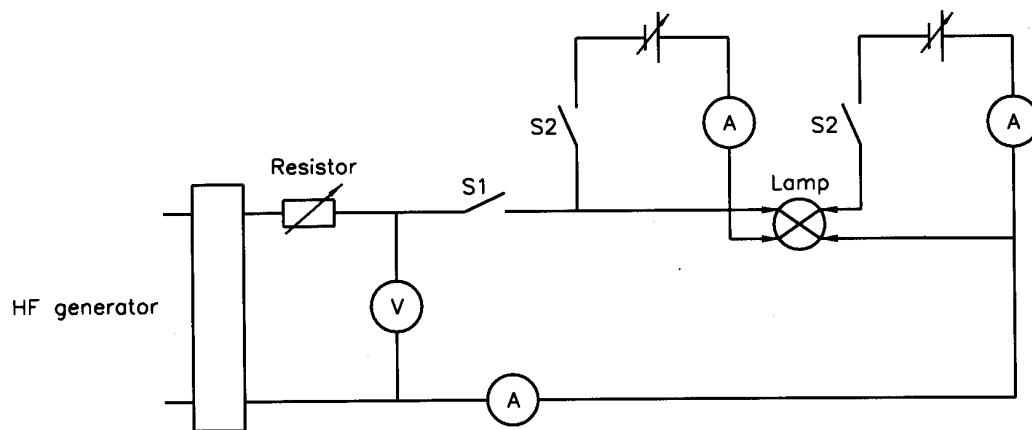 S2
A
S2
A
Resistor
S1
Lamp
HF generator
V
A